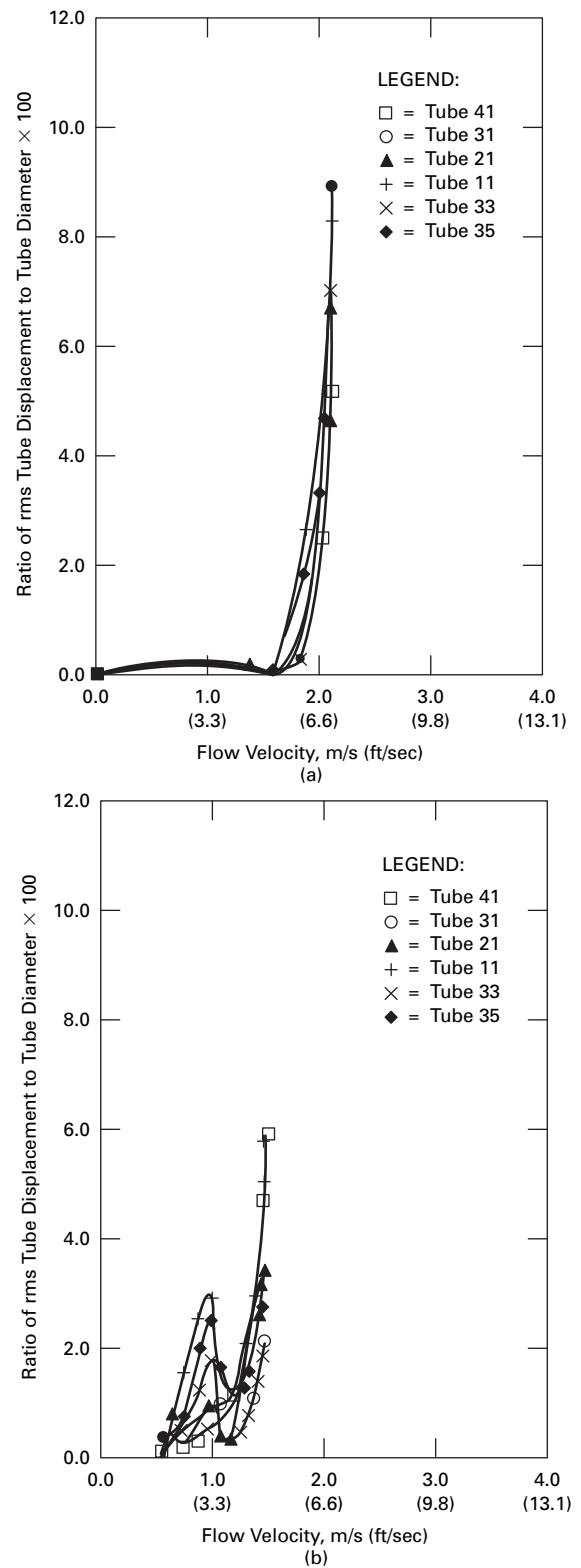 12.0
10.0
8.0
6.0
4.0
2.0
0.0
Ratio of rms Tube Displacement to Tube Diameter × 100
LEGEND:
□ = Tube 41
○ = Tube 31
▲ = Tube 21
+ = Tube 11
× = Tube 33
◆ = Tube 35
0.0 1.0 2.0 3.0 4.0
(3.3) (6.6) (9.8) (13.1)
Flow Velocity, m/s (ft/sec)
(a)
12.0
10.0
8.0
6.0
4.0
2.0
0.0
Ratio of rms Tube Displacement to Tube Diameter × 100
LEGEND:
□ = Tube 41
○ = Tube 31
▲ = Tube 21
+ = Tube 11
× = Tube 33
◆ = Tube 35
0.0 1.0 2.0 3.0 4.0
(3.3) (6.6) (9.8) (13.1)
Flow Velocity, m/s (ft/sec)
(b)